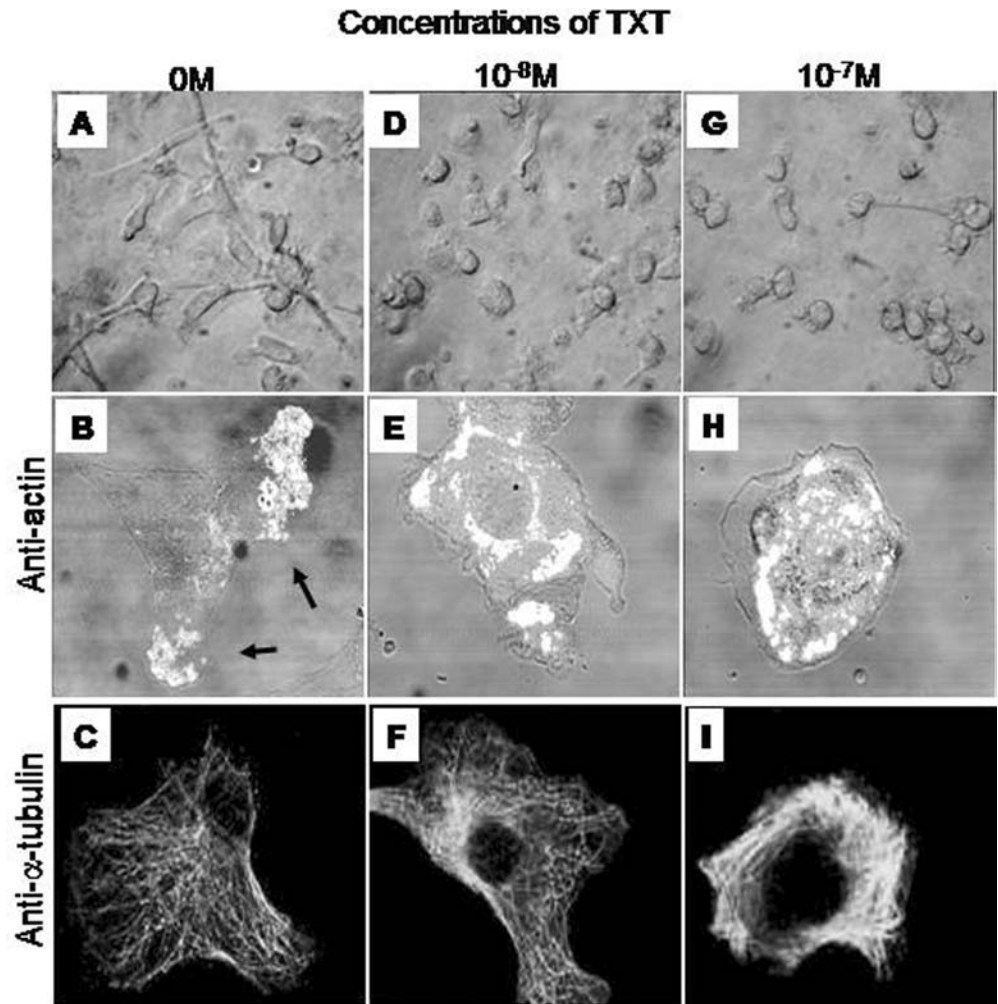 Concentrations of TXT
0M 10⁻⁸M 10⁻⁷M
A D G
Anti-actin
B E H
Anti-α-tubulin
C F I